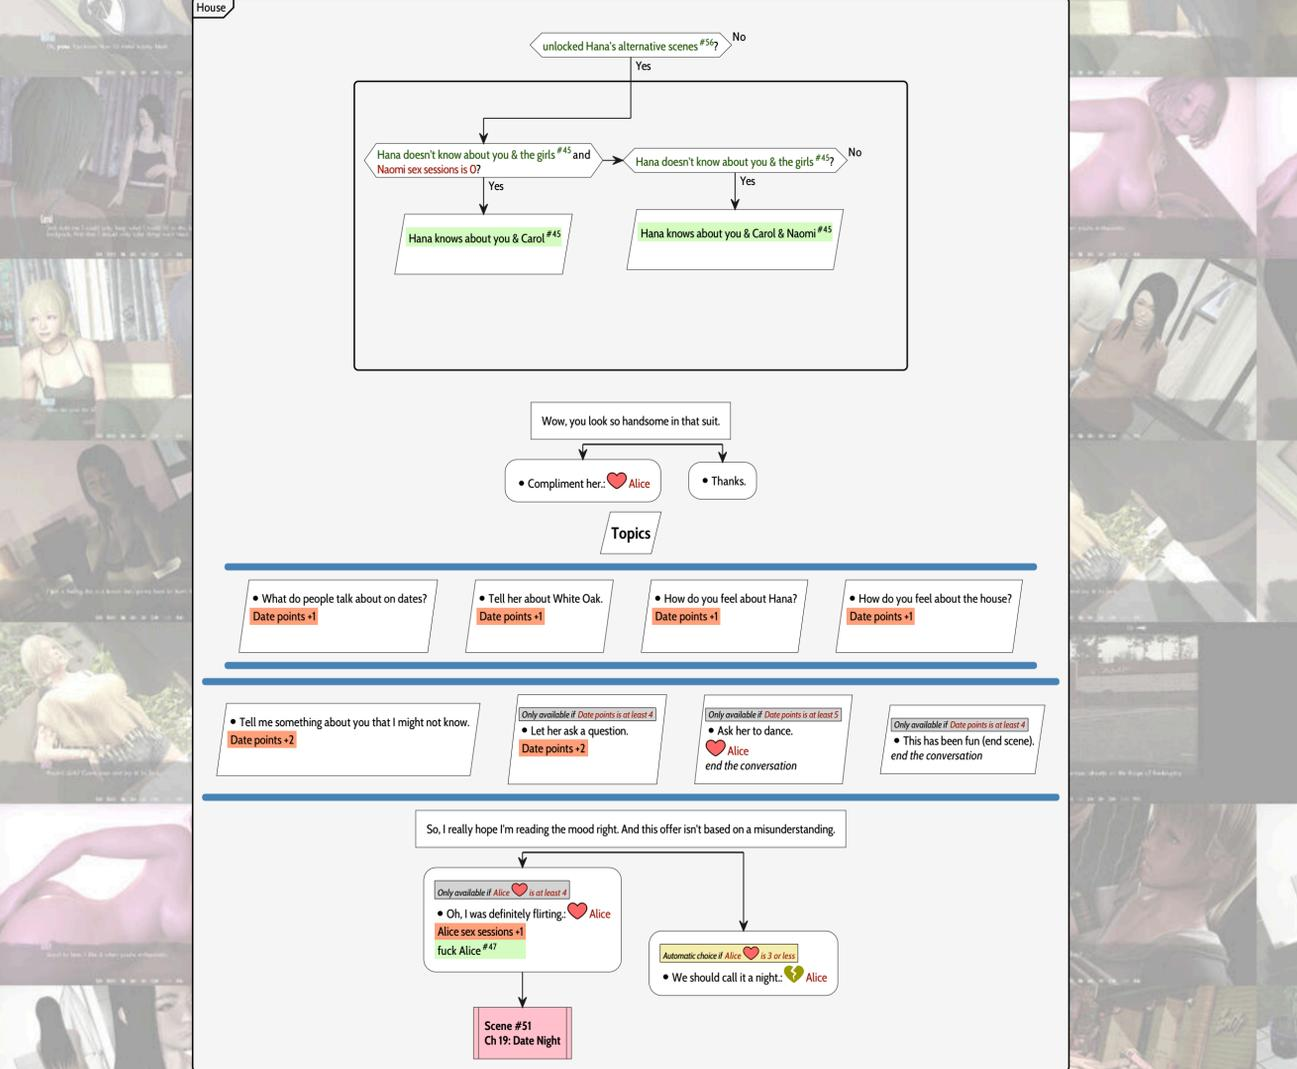 House
unlocked Hana's alternative scenes #56?
No
Yes
Hana doesn't know about you & the girls #45 and
Naomi sex sessions is 0?
Hana doesn't know about you & the girls #45?
No
Yes
Yes
Hana knows about you & Carol #45
Hana knows about you & Carol & Naomi #45
Wow, you look so handsome in that suit.
• Compliment her.: Alice
• Thanks.
Topics
• What do people talk about on dates?
Date points +1
• Tell her about White Oak.
Date points +1
• How do you feel about Hana?
Date points +1
• How do you feel about the house?
Date points +1
• Tell me something about you that I might not know.
Date points +2
Only available if Date points is at least 4
• Let her ask a question.
Date points +2
Only available if Date points is at least 5
• Ask her to dance.
Alice
end the conversation
Only available if Date points is at least 4
• This has been fun (end scene).
end the conversation
So, I really hope I'm reading the mood right. And this offer isn't based on a misunderstanding.
Only available if Alice is at least 4
• Oh, I was definitely flirting.: Alice
Alice sex sessions +1
fuck Alice #47
Automatic choice if Alice is 3 or less
• We should call it a night.: Alice
Scene #51
Ch 19: Date Night